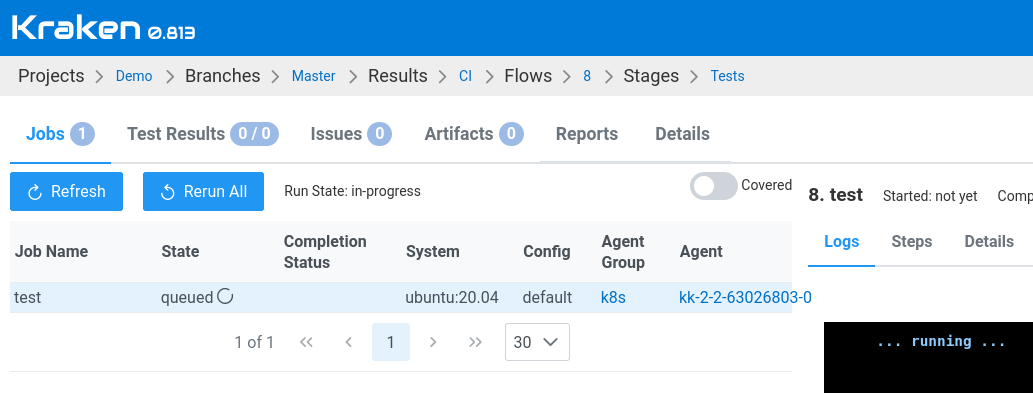 Kraken 0.813
Projects > Demo > Branches > Master > Results > CI > Flows > 8 > Stages > Tests
Jobs 1 Test Results 0 / 0 Issues 0 Artifacts 0 Reports Details
Refresh Rerun All Run State: in-progress Covered
8. test Started: not yet Comp
Logs Steps Details
Job Name State Completion Status System Config Agent Group Agent
test queued ubuntu:20.04 default k8s kk-2-2-63026803-0
1 of 1 « ‹ 1 › » 30
... running ...